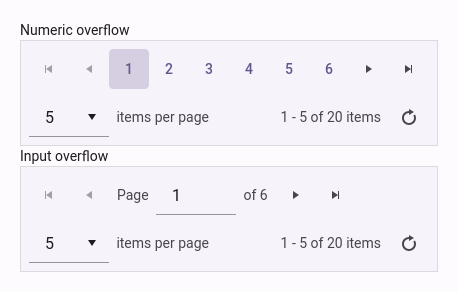 Numeric overflow
1 2 3 4 5 6
5 items per page 1 - 5 of 20 items
Input overflow
Page 1 of 6
5 items per page 1 - 5 of 20 items